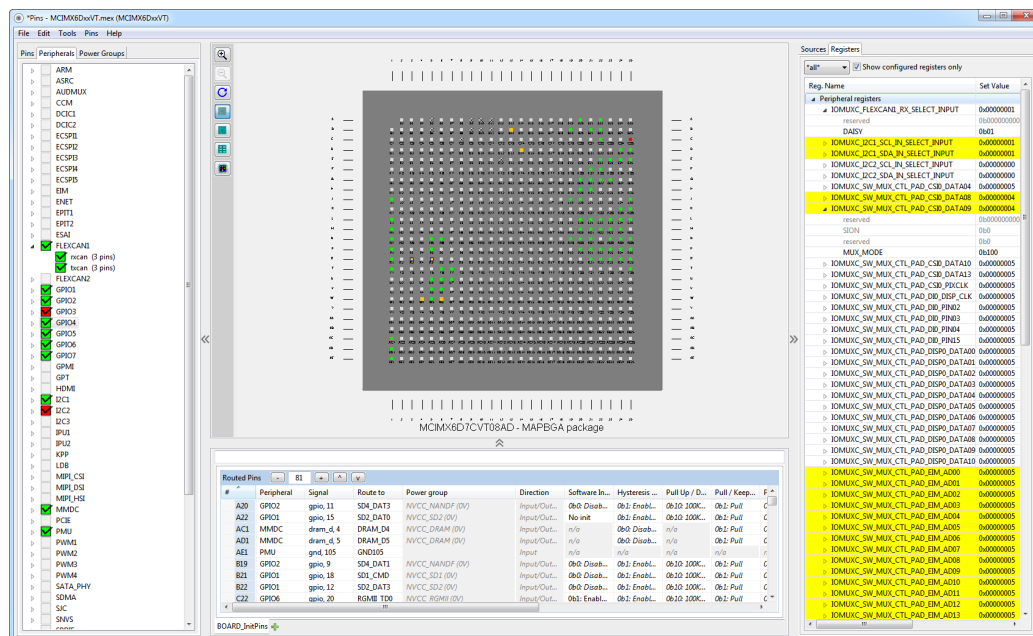 *Pins - MCIMX6DxxVT.mex (MCIMX6DxxVT)
File Edit Tools Pins Help
Pins Peripherals Power Groups
ARM
ASRC
AUDMUX
CCM
DCIC1
DCIC2
ECSPI1
ECSPI2
ECSPI3
ECSPI4
ECSPI5
EIM
ENET
EPIT1
EPIT2
ESAI
FLEXCAN1
rxcan (3 pins)
txcan (3 pins)
FLEXCAN2
GPIO1
GPIO2
GPIO3
GPIO4
GPIO5
GPIO6
GPIO7
GPMI
GPT
HDMI
I2C1
I2C2
I2C3
IPU1
IPU2
KPP
LDB
MIPI_CSI
MIPI_DSI
MIPI_HSI
MMDC
PCIE
PMU
PWM1
PWM2
PWM3
PWM4
SATA_PHY
SDMA
SJC
SNVS
MCIMX6D7CVT08AD - MAPBGA package
Routed Pins - 81 + ^ v
# Peripheral Signal Route to Power group Direction Software In... Hysteresis ... Pull Up / D... Pull / Keep...
A20 GPIO2 gpio, 11 SD4_DAT3 NVCC_NANDF (0V) Input/Out... 0b0: Disab... 0b1: Enabl... 0b10: 100K... 0b1: Pull
A22 GPIO1 gpio, 15 SD2_DAT0 NVCC_SD2 (0V) Input/Out... No init 0b1: Enabl... 0b10: 100K... 0b1: Pull
AC1 MMDC dram_d, 4 DRAM_D4 NVCC_DRAM (0V) Input/Out... n/a 0b0: Disab... n/a 0b1: Pull
AD1 MMDC dram_d, 5 DRAM_D5 NVCC_DRAM (0V) Input/Out... n/a 0b0: Disab... n/a 0b1: Pull
AE1 PMU gnd, 105 GND105 Input n/a n/a n/a n/a
B19 GPIO2 gpio, 9 SD4_DAT1 NVCC_NANDF (0V) Input/Out... 0b0: Disab... 0b1: Enabl... 0b10: 100K... 0b1: Pull
B21 GPIO1 gpio, 18 SD1_CMD NVCC_SD1 (0V) Input/Out... 0b0: Disab... 0b1: Enabl... 0b10: 100K... 0b1: Pull
B22 GPIO1 gpio, 12 SD2_DAT3 NVCC_SD2 (0V) Input/Out... 0b0: Disab... 0b1: Enabl... 0b10: 100K... 0b1: Pull
C22 GPIO6 gpio, 20 RGMII TD0 NVCC_RGMII (0V) Input/Out... 0b1: Enabl... 0b1: Enabl... 0b10: 100K... 0b1: Pull
BOARD_InitPins
Sources Registers
*all* Show configured registers only
Reg. Name Set Value
Peripheral registers
IOMUXC_FLEXCAN1_RX_SELECT_INPUT 0x00000001
reserved 0b000000000
DAISY 0b01
IOMUXC_I2C1_SCL_IN_SELECT_INPUT 0x00000001
IOMUXC_I2C1_SDA_IN_SELECT_INPUT 0x00000001
IOMUXC_I2C2_SCL_IN_SELECT_INPUT 0x00000000
IOMUXC_I2C2_SDA_IN_SELECT_INPUT 0x00000000
IOMUXC_SW_MUX_CTL_PAD_CSI0_DATA04 0x00000005
IOMUXC_SW_MUX_CTL_PAD_CSI0_DATA08 0x00000004
IOMUXC_SW_MUX_CTL_PAD_CSI0_DATA09 0x00000004
reserved 0b000000000
SION 0b0
reserved 0b0
MUX_MODE 0b100
IOMUXC_SW_MUX_CTL_PAD_CSI0_DATA10 0x00000005
IOMUXC_SW_MUX_CTL_PAD_CSI0_DATA13 0x00000005
IOMUXC_SW_MUX_CTL_PAD_CSI0_PIXCLK 0x00000005
IOMUXC_SW_MUX_CTL_PAD_DI0_DISP_CLK 0x00000005
IOMUXC_SW_MUX_CTL_PAD_DI0_PIN02 0x00000005
IOMUXC_SW_MUX_CTL_PAD_DI0_PIN03 0x00000005
IOMUXC_SW_MUX_CTL_PAD_DI0_PIN04 0x00000005
IOMUXC_SW_MUX_CTL_PAD_DI0_PIN15 0x00000005
IOMUXC_SW_MUX_CTL_PAD_DISP0_DATA00 0x00000005
IOMUXC_SW_MUX_CTL_PAD_DISP0_DATA01 0x00000005
IOMUXC_SW_MUX_CTL_PAD_DISP0_DATA02 0x00000005
IOMUXC_SW_MUX_CTL_PAD_DISP0_DATA03 0x00000005
IOMUXC_SW_MUX_CTL_PAD_DISP0_DATA04 0x00000005
IOMUXC_SW_MUX_CTL_PAD_DISP0_DATA05 0x00000005
IOMUXC_SW_MUX_CTL_PAD_DISP0_DATA06 0x00000005
IOMUXC_SW_MUX_CTL_PAD_DISP0_DATA07 0x00000005
IOMUXC_SW_MUX_CTL_PAD_DISP0_DATA08 0x00000005
IOMUXC_SW_MUX_CTL_PAD_DISP0_DATA09 0x00000005
IOMUXC_SW_MUX_CTL_PAD_DISP0_DATA10 0x00000005
IOMUXC_SW_MUX_CTL_PAD_EIM_AD00 0x00000005
IOMUXC_SW_MUX_CTL_PAD_EIM_AD01 0x00000005
IOMUXC_SW_MUX_CTL_PAD_EIM_AD02 0x00000005
IOMUXC_SW_MUX_CTL_PAD_EIM_AD03 0x00000005
IOMUXC_SW_MUX_CTL_PAD_EIM_AD04 0x00000005
IOMUXC_SW_MUX_CTL_PAD_EIM_AD05 0x00000005
IOMUXC_SW_MUX_CTL_PAD_EIM_AD06 0x00000005
IOMUXC_SW_MUX_CTL_PAD_EIM_AD07 0x00000005
IOMUXC_SW_MUX_CTL_PAD_EIM_AD08 0x00000005
IOMUXC_SW_MUX_CTL_PAD_EIM_AD09 0x00000005
IOMUXC_SW_MUX_CTL_PAD_EIM_AD10 0x00000005
IOMUXC_SW_MUX_CTL_PAD_EIM_AD11 0x00000005
IOMUXC_SW_MUX_CTL_PAD_EIM_AD12 0x00000005
IOMUXC_SW_MUX_CTL_PAD_EIM_AD13 0x00000005